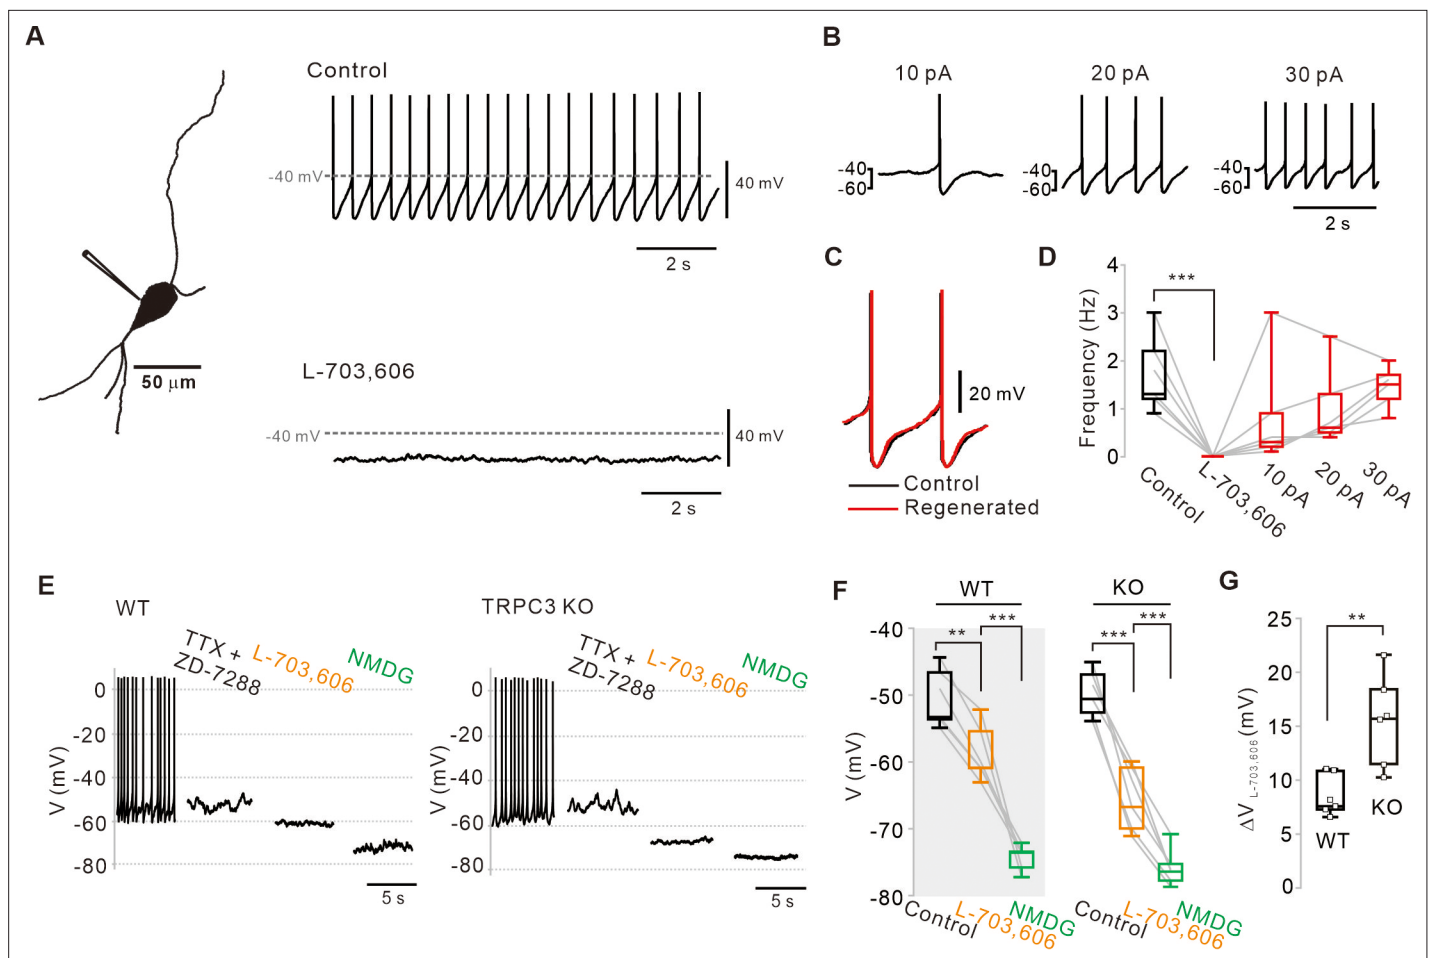 A
Control
-40 mV
40 mV
2 s
50 μm
L-703,606
-40 mV
40 mV
2 s
B
10 pA
20 pA
30 pA
-40
-60
-40
-60
-40
-60
2 s
C
20 mV
Control
Regenerated
D
***
Frequency (Hz)
4
3
2
1
0
Control
L-703,606
10 pA
20 pA
30 pA
E
WT
TTX +
ZD-7288
L-703,606
NMDG
V (mV)
0
-20
-40
-60
-80
5 s
TRPC3 KO
TTX +
ZD-7288
L-703,606
NMDG
V (mV)
0
-20
-40
-60
-80
5 s
F
WT
KO
**
***
***
***
V (mV)
-40
-50
-60
-70
-80
Control
L-703,606
NMDG
Control
L-703,606
NMDG
G
**
ΔV L-703,606 (mV)
25
20
15
10
5
0
WT
KO